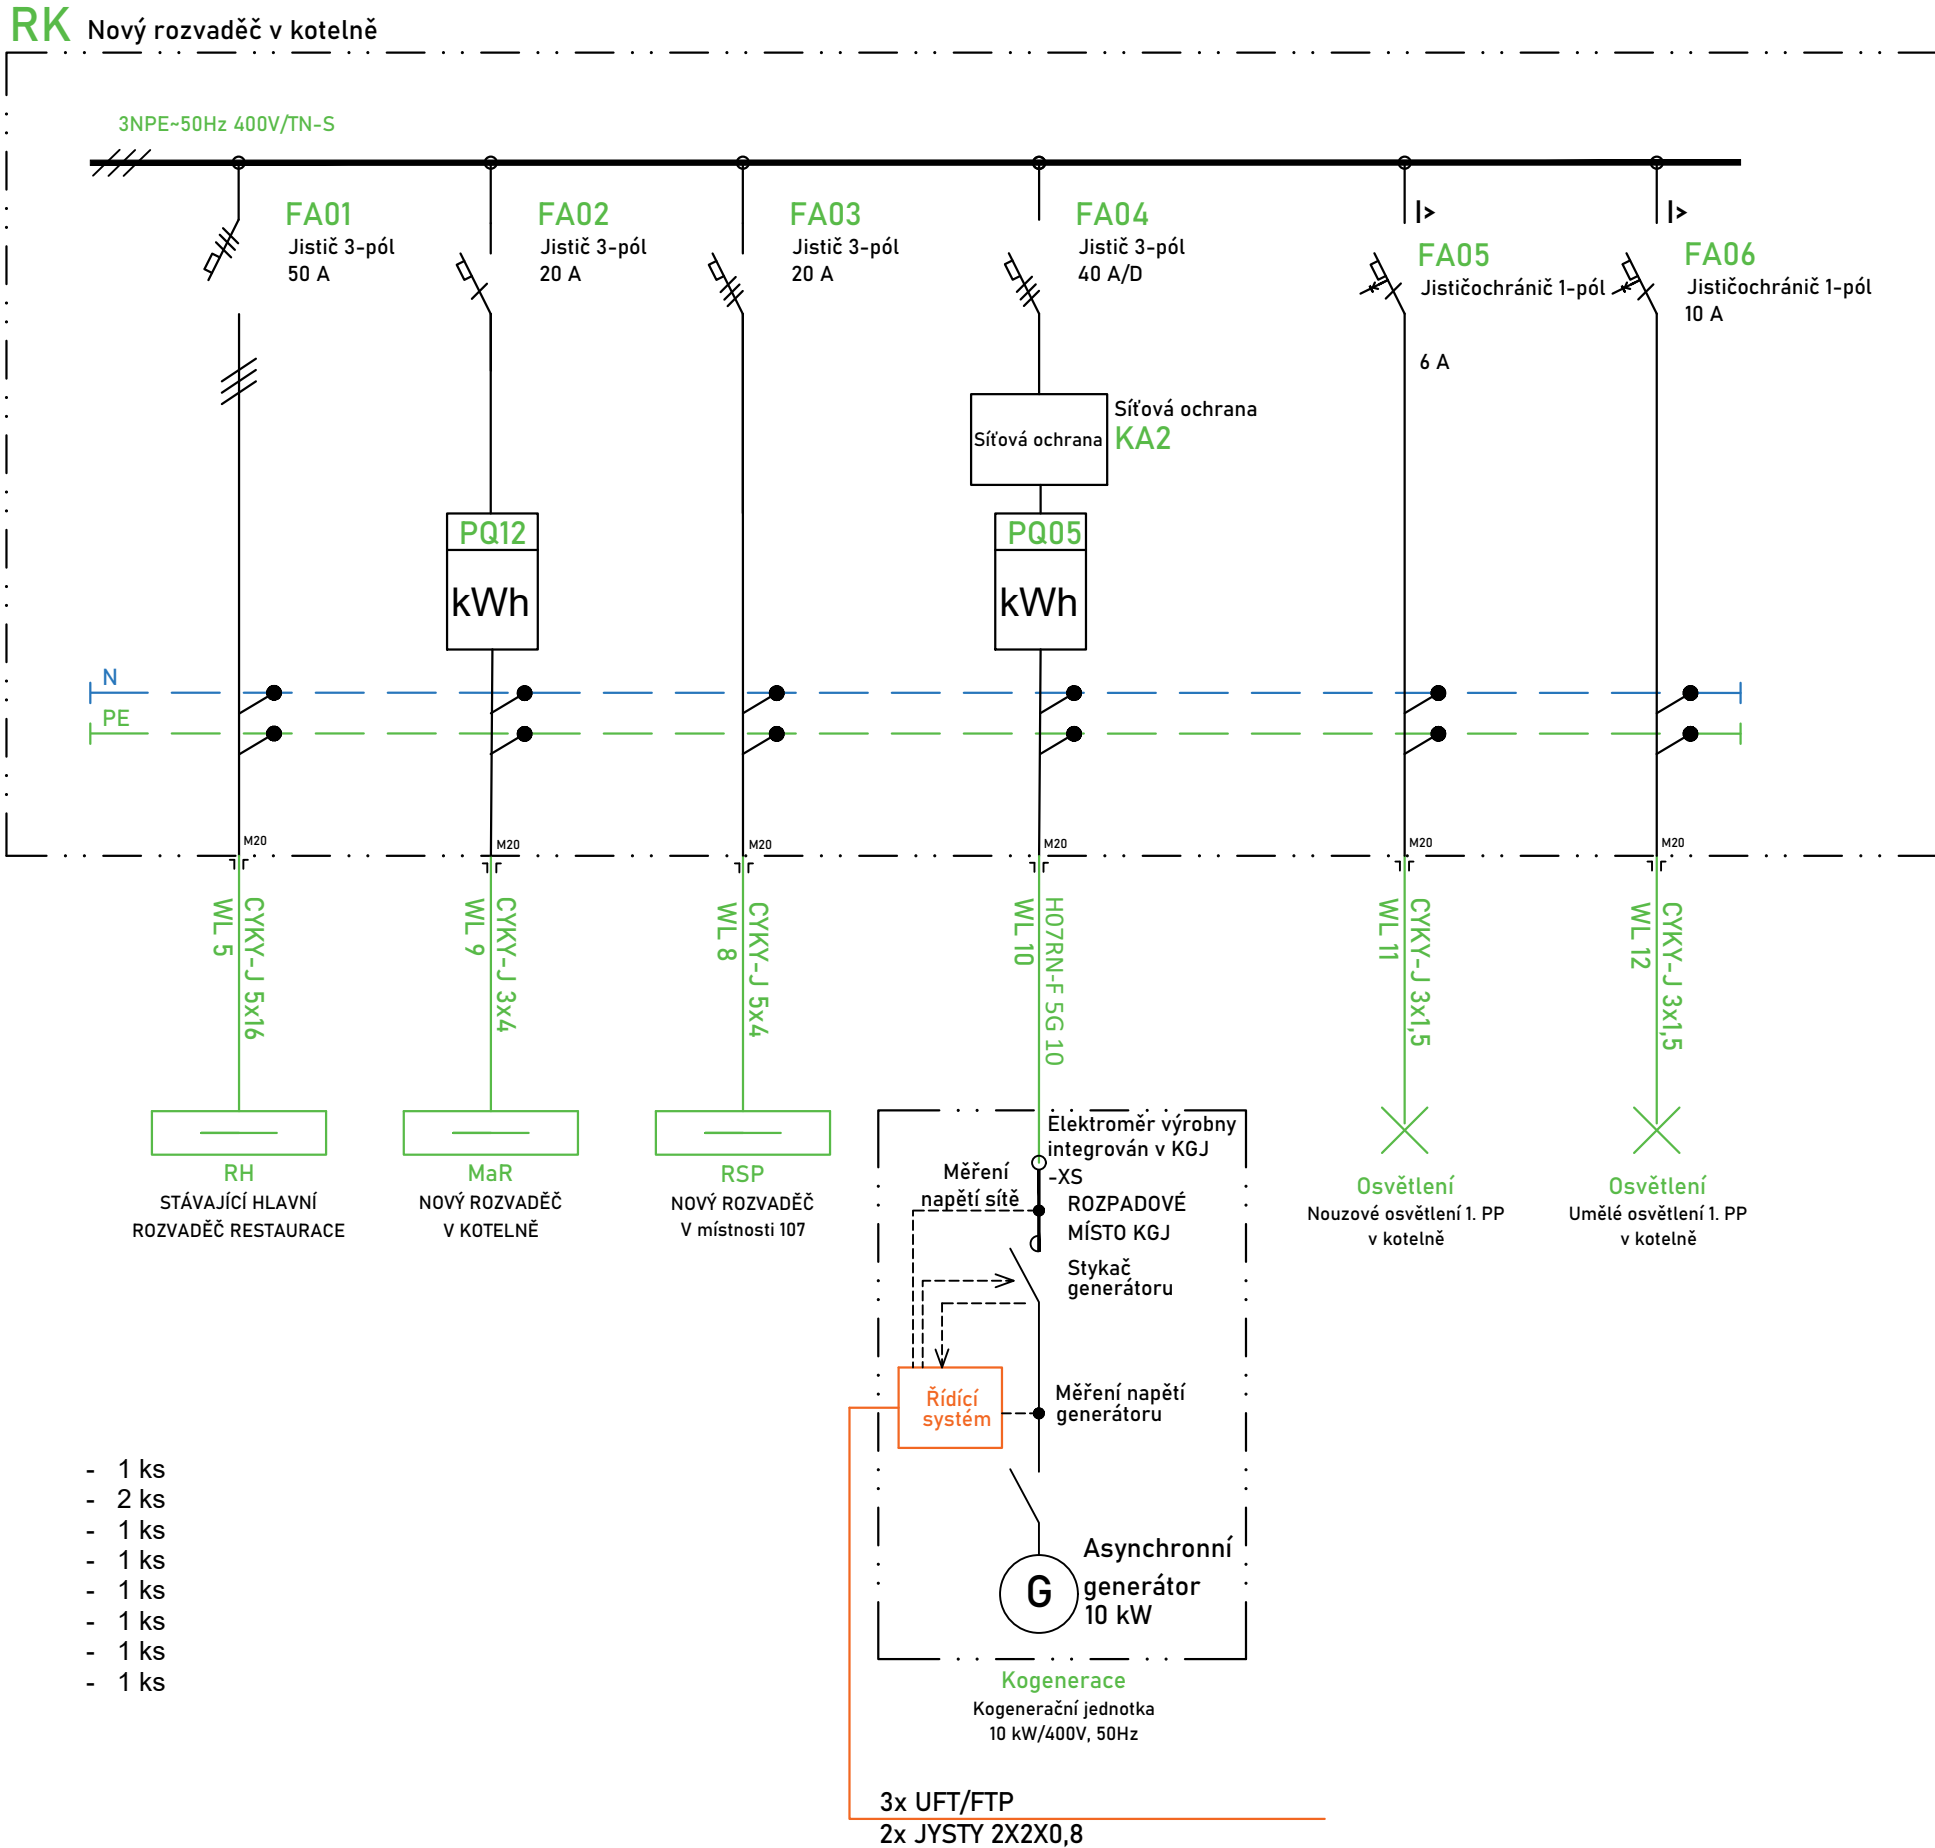 RK Nový rozvaděč v kotelně
3NPE~50Hz 400V/TN-S
FA01
Jistič 3-pól
50 A
FA02
Jistič 3-pól
20 A
FA03
Jistič 3-pól
20 A
FA04
Jistič 3-pól
40 A/D
I>
FA05
Jističochránič 1-pól
6 A
I>
FA06
Jističochránič 1-pól
10 A
Síťová ochrana
Síťová ochrana
KA2
PQ12
kWh
PQ05
kWh
N
PE
M20
M20
M20
M20
M20
M20
WL 5
CYKY-J 5x16
WL 9
CYKY-J 3x4
WL 8
CYKY-J 5x4
WL 10
H07RN-F 5G 10
WL 11
CYKY-J 3x1,5
WL 12
CYKY-J 3x1,5
RH
STÁVAJÍCÍ HLAVNÍ
ROZVADĚČ RESTAURACE
MaR
NOVÝ ROZVADĚČ
V KOTELNĚ
RSP
NOVÝ ROZVADĚČ
V místnosti 107
Elektroměr výrobny
integrován v KGJ
-XS
Měření
napětí sítě
ROZPADOVÉ
MÍSTO KGJ
Stykač
generátoru
Řídící
systém
Měření napětí
generátoru
G
Asynchronní
generátor
10 kW
Kogenerace
Kogenerační jednotka
10 kW/400V, 50Hz
Osvětlení
Nouzové osvětlení 1. PP
v kotelně
Osvětlení
Umělé osvětlení 1. PP
v kotelně
- 1 ks
- 2 ks
- 1 ks
- 1 ks
- 1 ks
- 1 ks
- 1 ks
- 1 ks
3x UFT/FTP
2x JYSTY 2X2X0,8